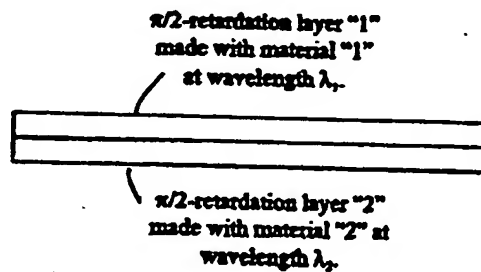 π/2-retardation layer “1”
made with material “1”
at wavelength λ₁.
π/2-retardation layer “2”
made with material “2” at
wavelength λ₂.